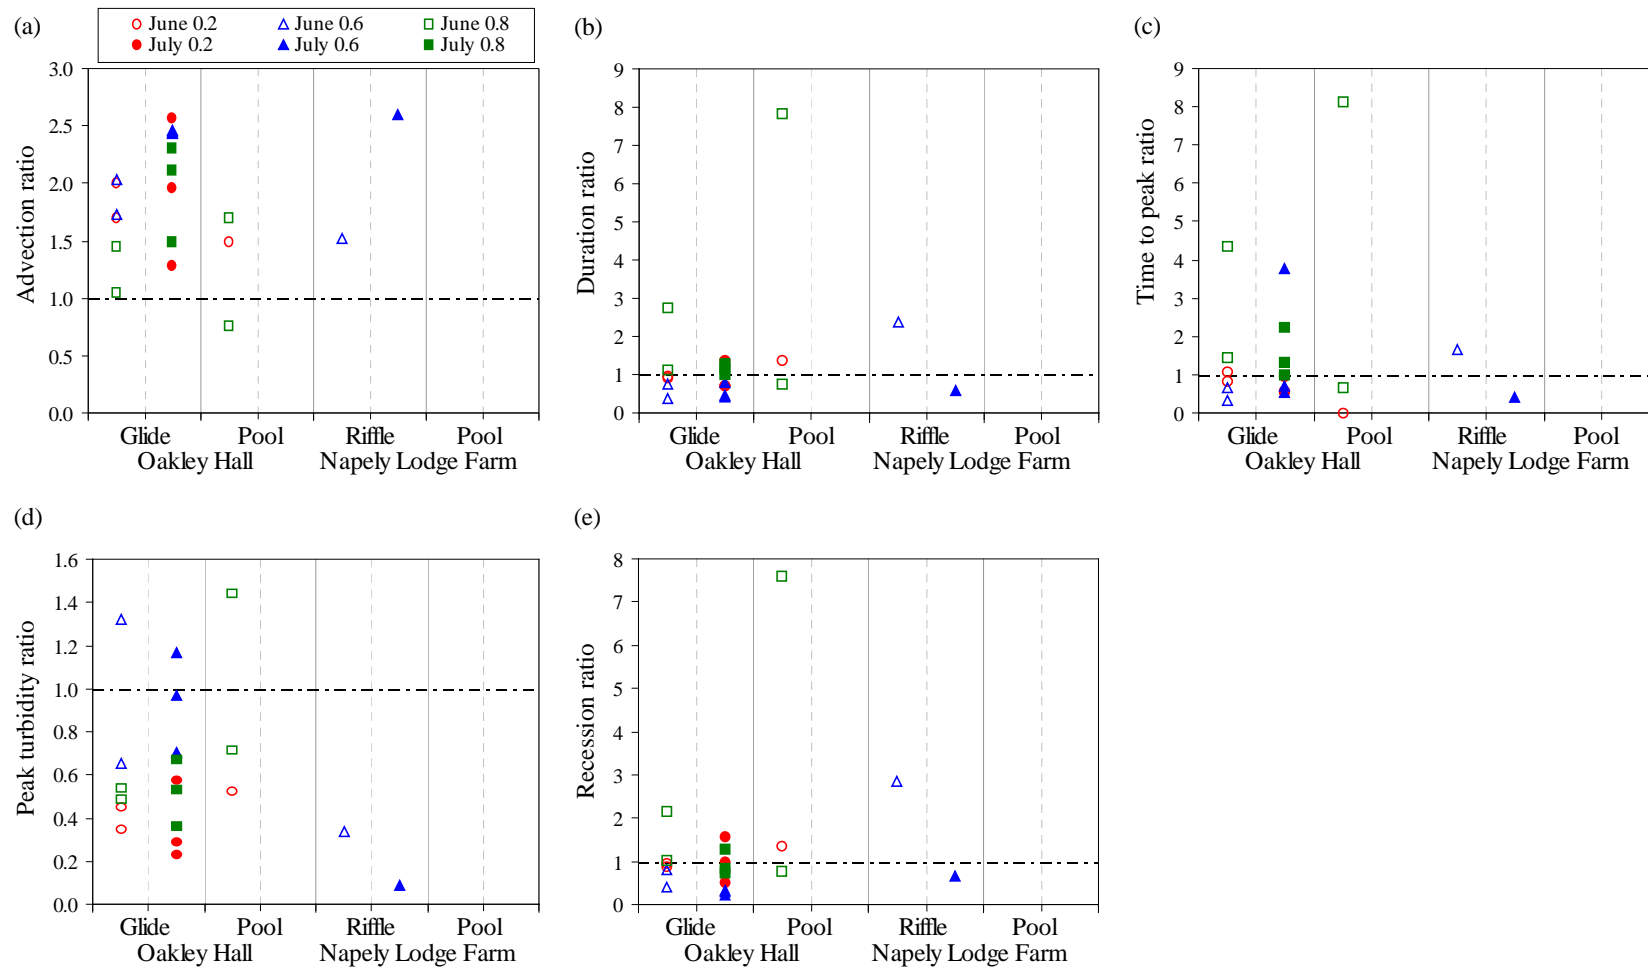 (a)
June 0.2 June 0.6 June 0.8
July 0.2 July 0.6 July 0.8
Advection ratio
3.0
2.5
2.0
1.5
1.0
0.5
0.0
Glide Pool Riffle Pool
Oakley Hall Napely Lodge Farm
(b)
Duration ratio
9
8
7
6
5
4
3
2
1
0
Glide Pool Riffle Pool
Oakley Hall Napely Lodge Farm
(c)
Time to peak ratio
9
8
7
6
5
4
3
2
1
0
Glide Pool Riffle Pool
Oakley Hall Napely Lodge Farm
(d)
Peak turbidity ratio
1.6
1.4
1.2
1.0
0.8
0.6
0.4
0.2
0.0
Glide Pool Riffle Pool
Oakley Hall Napely Lodge Farm
(e)
Recession ratio
8
7
6
5
4
3
2
1
0
Glide Pool Riffle Pool
Oakley Hall Napely Lodge Farm